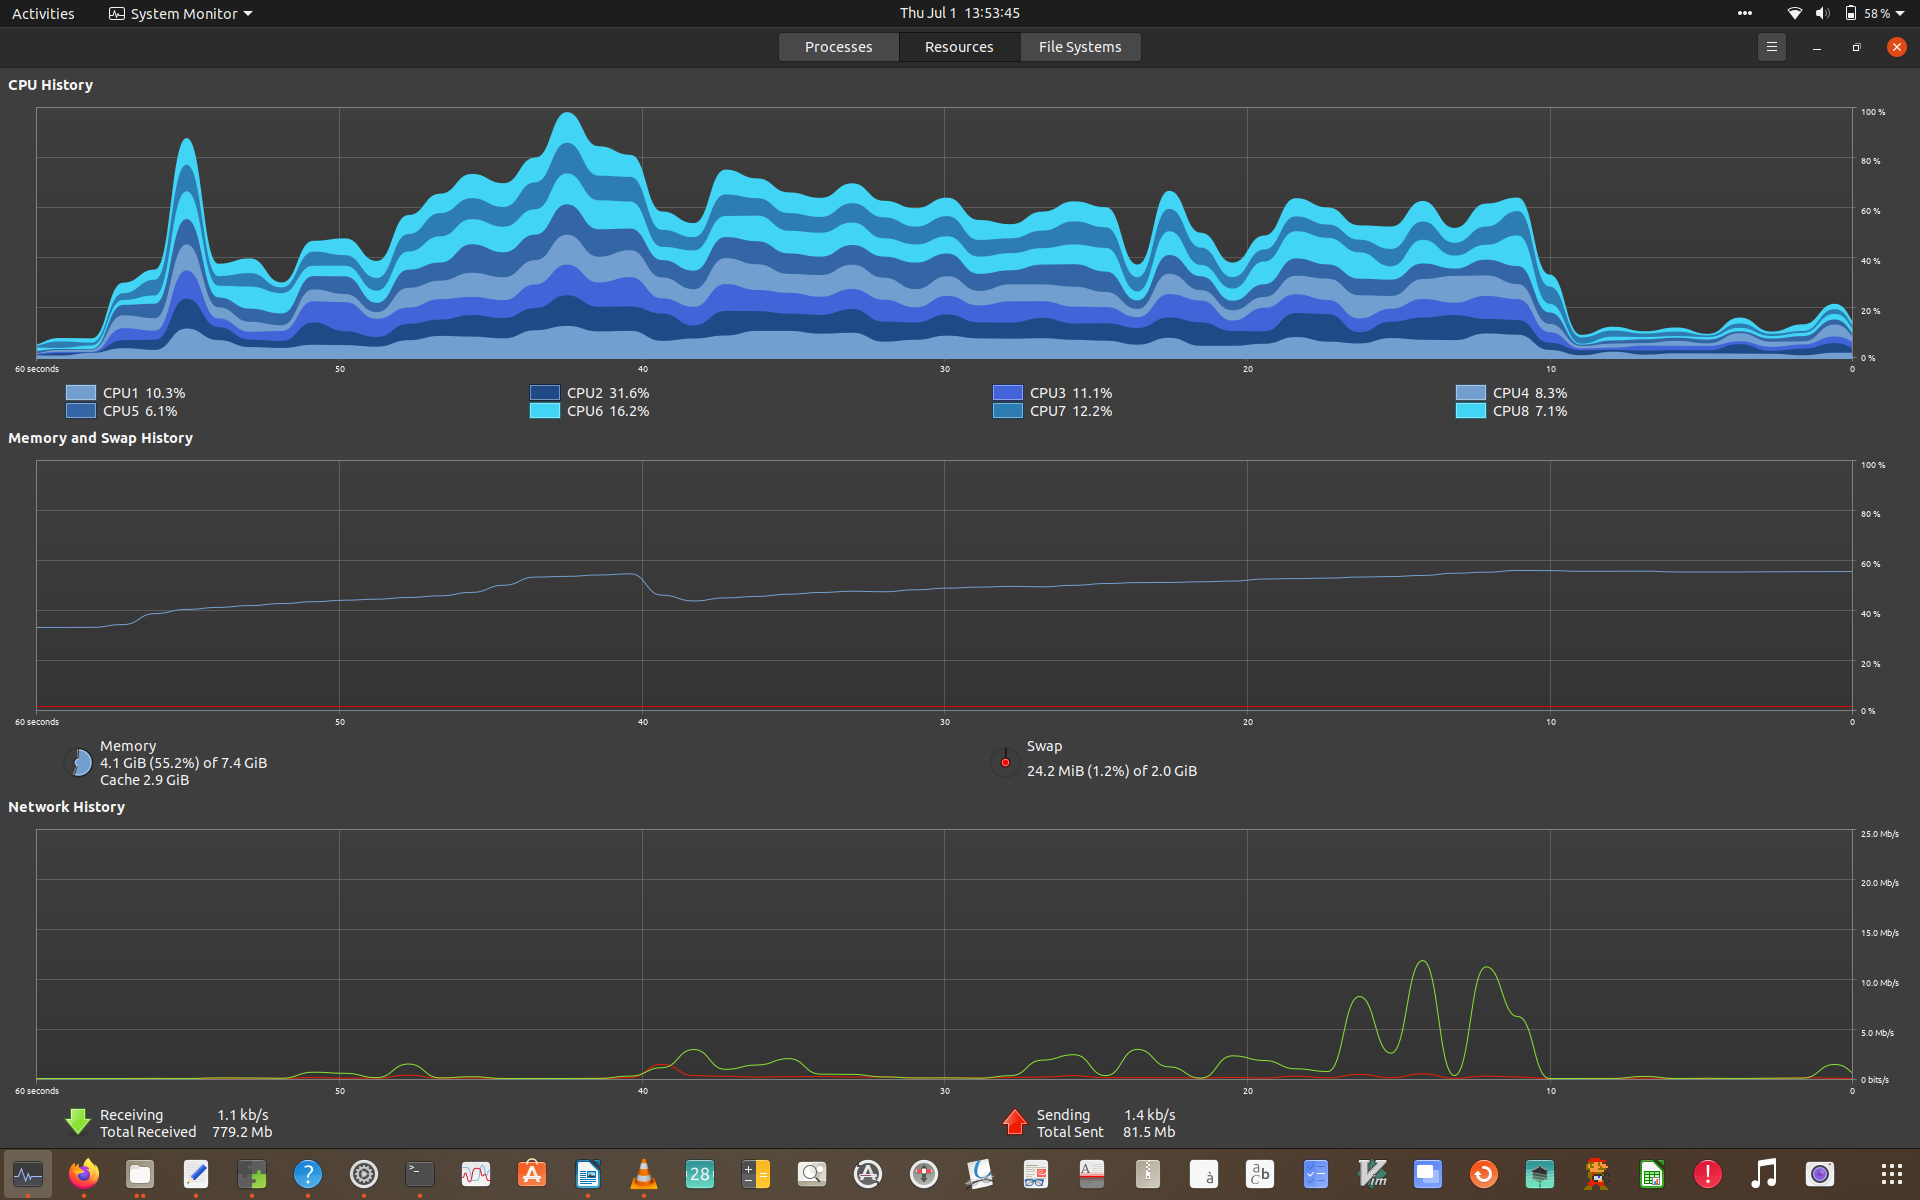 Activities System Monitor Thu Jul 1 13:53:45 58 %
Processes Resources File Systems
CPU History
100 %
80 %
60 %
40 %
20 %
0 %
60 seconds 50 40 30 20 10 0
CPU1 10.3% CPU2 31.6% CPU3 11.1% CPU4 8.3%
CPU5 6.1% CPU6 16.2% CPU7 12.2% CPU8 7.1%
Memory and Swap History
100 %
80 %
60 %
40 %
20 %
0 %
60 seconds 50 40 30 20 10 0
Memory
4.1 GiB (55.2%) of 7.4 GiB
Cache 2.9 GiB
Swap
24.2 MiB (1.2%) of 2.0 GiB
Network History
25.0 Mb/s
20.0 Mb/s
15.0 Mb/s
10.0 Mb/s
5.0 Mb/s
0 bits/s
60 seconds 50 40 30 20 10 0
Receiving 1.1 kb/s
Total Received 779.2 Mb
Sending 1.4 kb/s
Total Sent 81.5 Mb
? >_ A 28 A à a b c Vim !